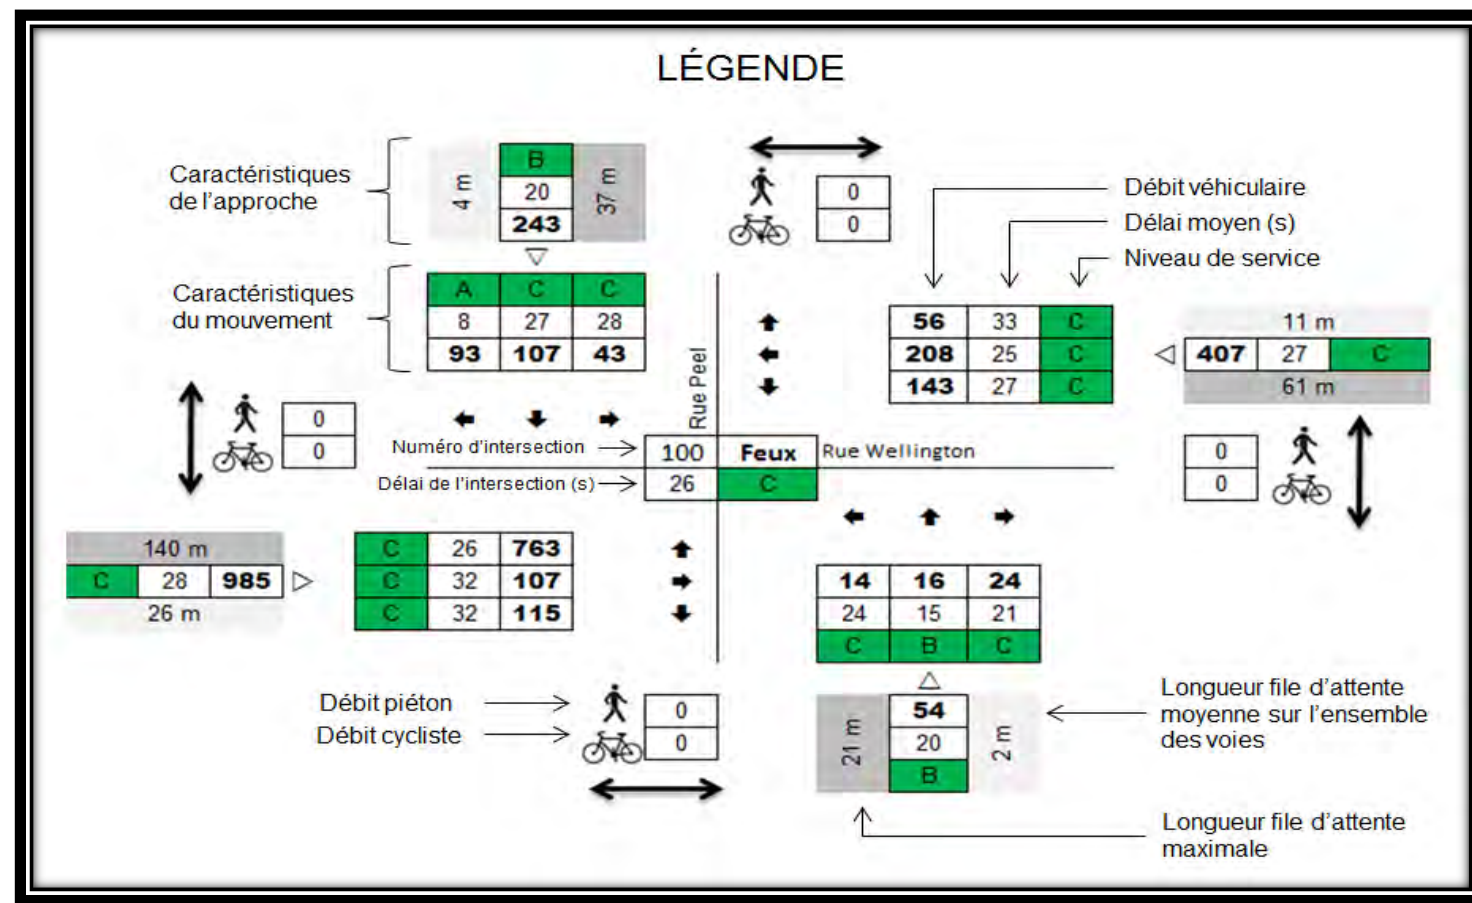 LÉGENDE
Caractéristiques
de l'approche
4 m
B
20
243
37 m
0
0
Débit véhiculaire
Délai moyen (s)
Niveau de service
Caractéristiques
du mouvement
A C C
8 27 28
93 107 43
Rue Peel
56 33 C
208 25 C
143 27 C
11 m
407 27 C
61 m
0
0
Numéro d'intersection
100 Feux
Rue Wellington
Délai de l'intersection (s)
26 C
0
0
140 m
C 28 985
26 m
C 26 763
C 32 107
C 32 115
14 16 24
24 15 21
C B C
Débit piéton
Débit cycliste
0
0
21 m
54
20
B
2 m
Longueur file d'attente
moyenne sur l'ensemble
des voies
Longueur file d'attente
maximale